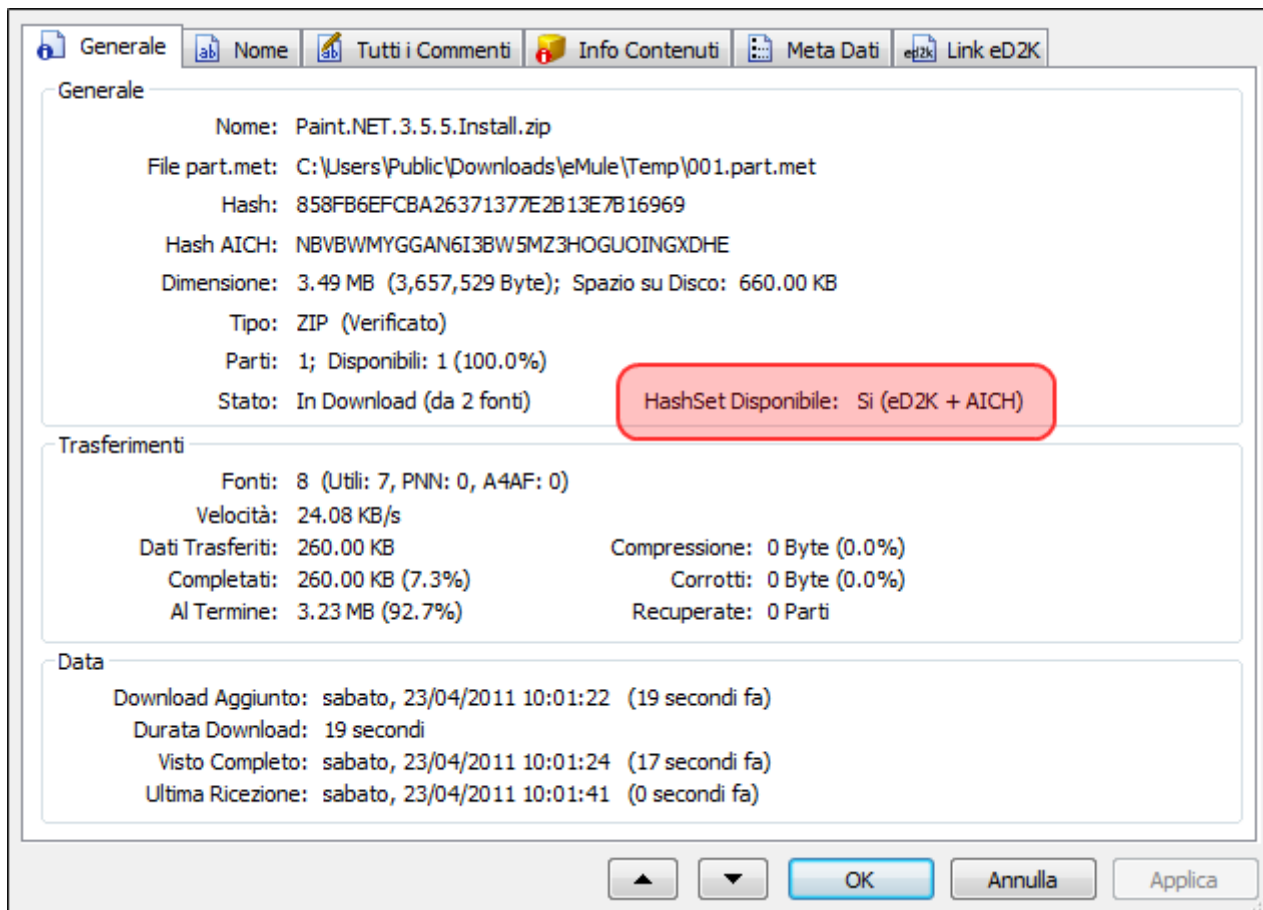 Generale Nome Tutti i Commenti Info Contenuti Meta Dati Link eD2K
Generale
Nome: Paint.NET.3.5.5.Install.zip
File part.met: C:\Users\Public\Downloads\eMule\Temp\001.part.met
Hash: 858FB6EFCBA26371377E2B13E7B16969
Hash AICH: NBVBWMYGGAN6I3BW5MZ3HOGUOINGXDHE
Dimensione: 3.49 MB (3,657,529 Byte); Spazio su Disco: 660.00 KB
Tipo: ZIP (Verificato)
Parti: 1; Disponibili: 1 (100.0%)
Stato: In Download (da 2 fonti) HashSet Disponibile: Si (eD2K + AICH)
Trasferimenti
Fonti: 8 (Utili: 7, PNN: 0, A4AF: 0)
Velocità: 24.08 KB/s
Dati Trasferiti: 260.00 KB Compressione: 0 Byte (0.0%)
Completati: 260.00 KB (7.3%) Corrotti: 0 Byte (0.0%)
Al Termine: 3.23 MB (92.7%) Recuperate: 0 Parti
Data
Download Aggiunto: sabato, 23/04/2011 10:01:22 (19 secondi fa)
Durata Download: 19 secondi
Visto Completo: sabato, 23/04/2011 10:01:24 (17 secondi fa)
Ultima Ricezione: sabato, 23/04/2011 10:01:41 (0 secondi fa)
OK Annulla Applica